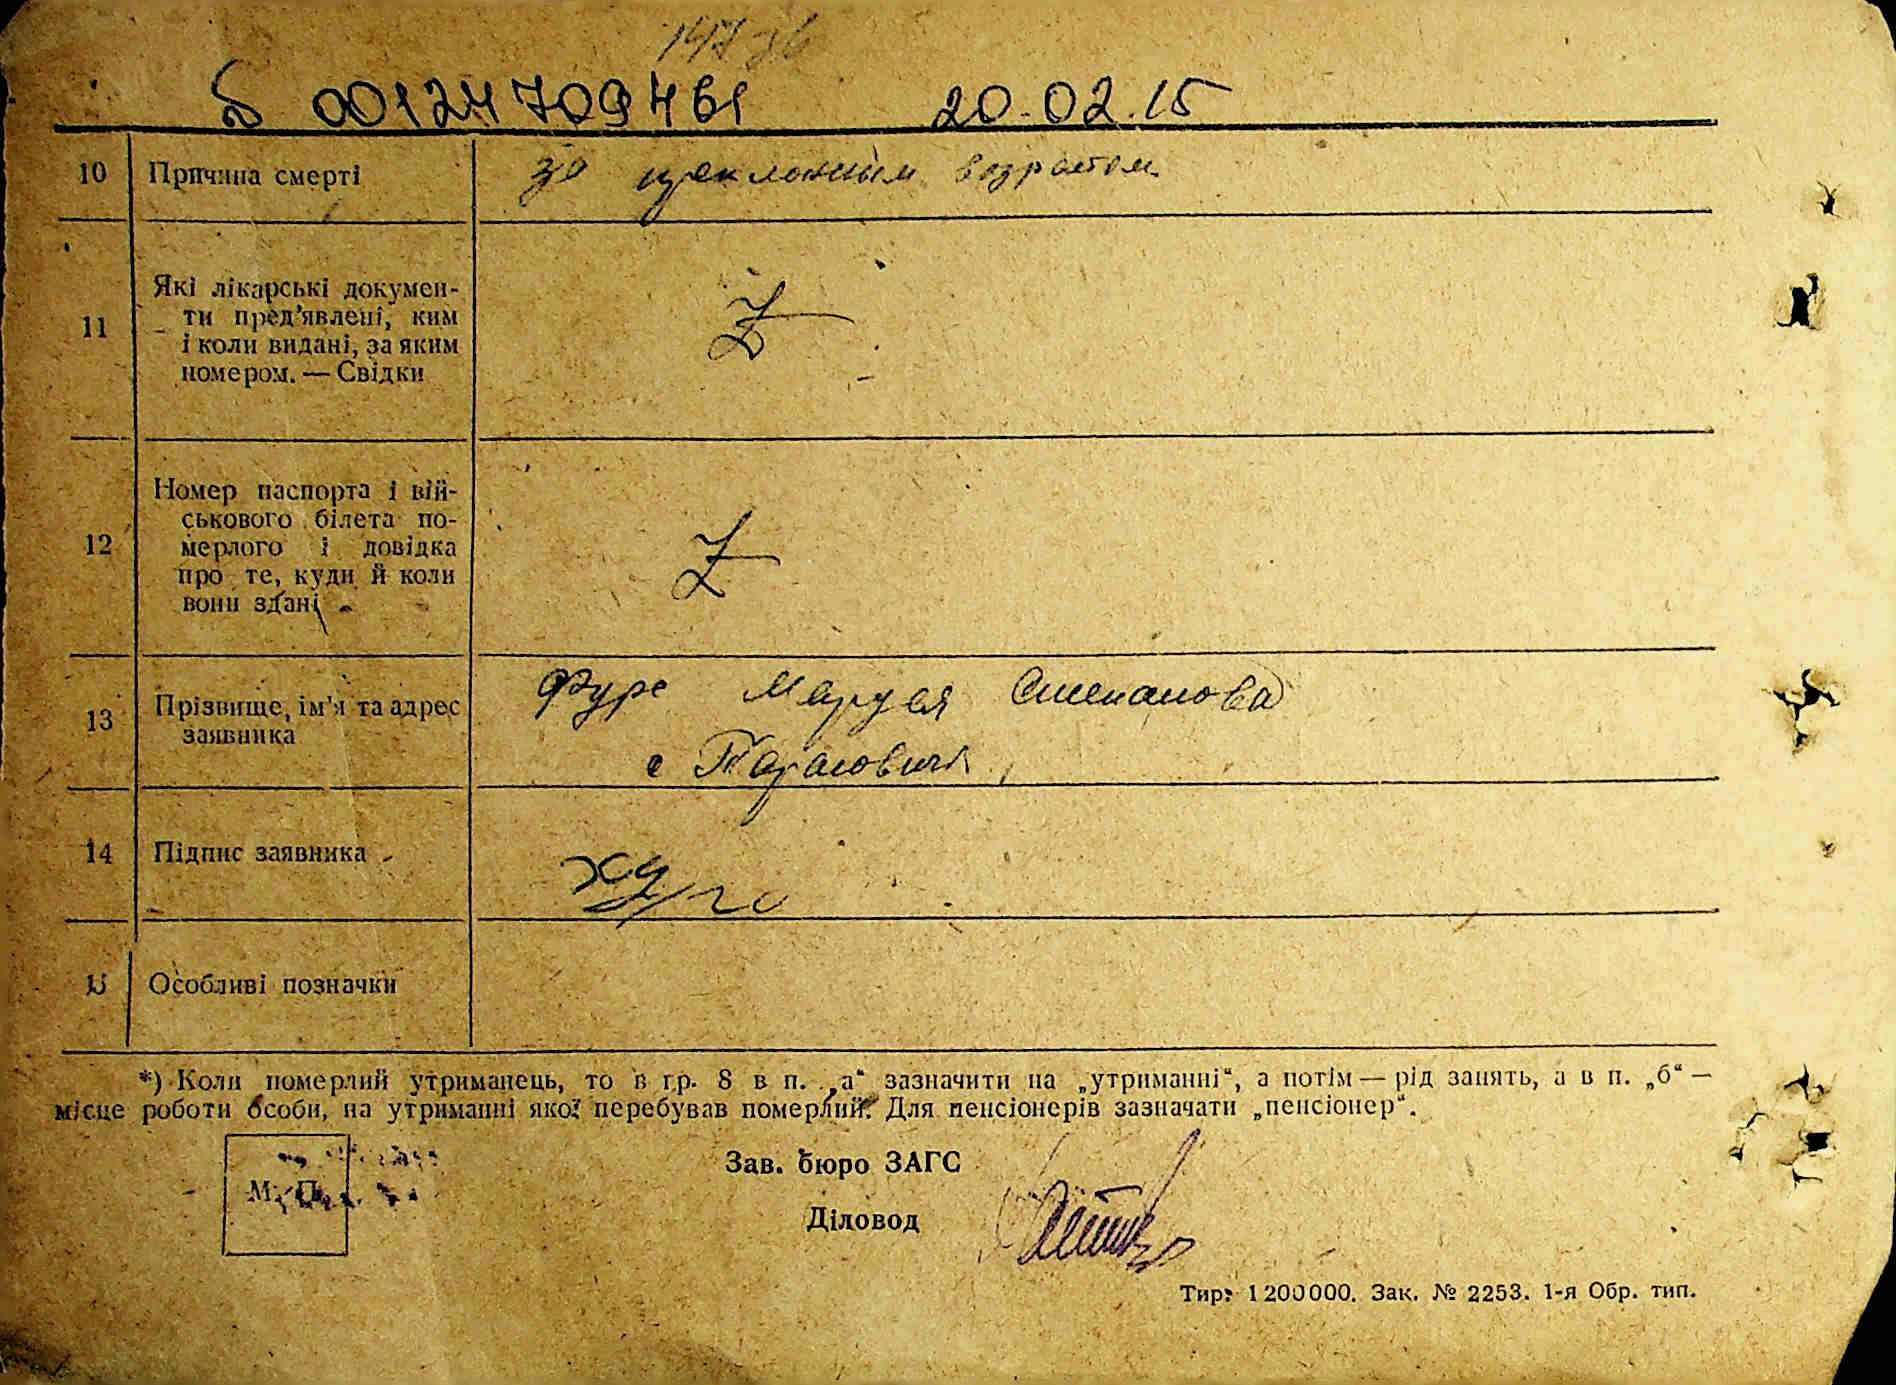 00124709461 20.02.15
10 Причина смерті за преклонным возрастом
11 Які лікарські докумен-
ти пред'явлені, ким
і коли видані, за яким
номером. — Свідки
Z
12 Номер паспорта і вій-
ськового білета по-
мерлого і довідка
про те, куди й коли
вони здані
Z
13 Прізвище, ім'я та адрес
заявника
Маруся Степанова
с Тарасовичі
14 Підпис заявника
15 Особливі позначки
*) Коли померлий утриманець, то в гр. 8 в п. „а“ зазначити на „утриманні“, а потім — рід занять, а в п. „б“ —
місце роботи особи, на утриманні якої перебував померлий. Для пенсіонерів зазначати „пенсіонер“.
М. П.
Зав. бюро ЗАГС
Діловод
Тир. 1200000. Зак. № 2253. 1-я Обр. тип.